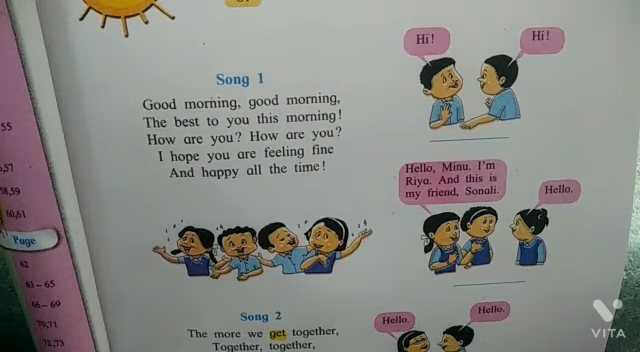 Song 1
Good morning, good morning,
The best to you this morning!
How are you? How are you?
I hope you are feeling fine
And happy all the time!
Song 2
The more we get together,
Together, together,
Hi!
Hi!
Hello, Minu. I'm
Riya. And this is
my friend, Sonali.
Hello.
Hello.
Hello.
55
58,59
60,61
Page
62
63 – 65
66 – 69
70,71
72,73
VITA